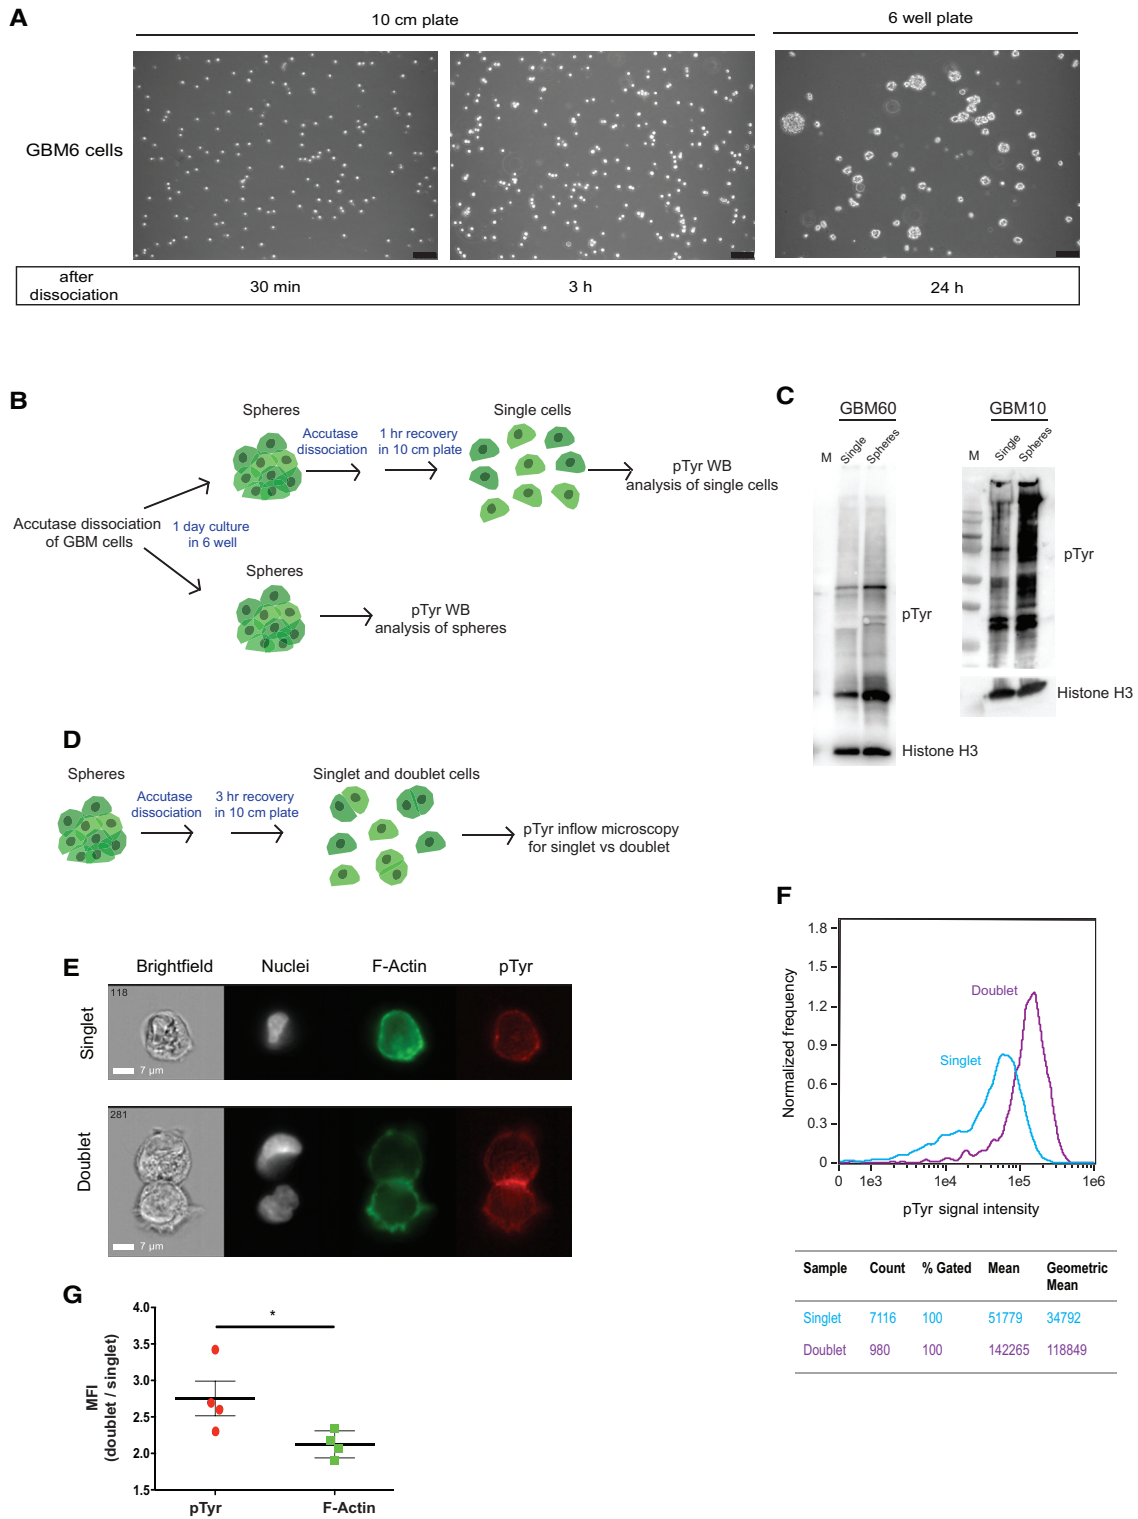 A
10 cm plate
6 well plate
GBM6 cells
after
dissociation
30 min
3 h
24 h
B
Spheres
Single cells
Accutase
dissociation
1 hr recovery
in 10 cm plate
pTyr WB
analysis of single cells
Accutase dissociation
of GBM cells
1 day culture
in 6 well
Spheres
pTyr WB
analysis of spheres
C
GBM60
GBM10
M
Single
Spheres
M
Single
Spheres
pTyr
pTyr
Histone H3
Histone H3
D
Spheres
Singlet and doublet cells
Accutase
dissociation
3 hr recovery
in 10 cm plate
pTyr inflow microscopy
for singlet vs doublet
E
Brightfield
Nuclei
F-Actin
pTyr
Singlet
118
7 µm
Doublet
281
7 µm
F
Normalized frequency
1.8
1.5
1.2
0.9
0.6
0.3
0
Doublet
Singlet
0
1e3
1e4
1e5
1e6
pTyr signal intensity
Sample Count % Gated Mean Geometric
Mean
Singlet 7116 100 51779 34792
Doublet 980 100 142265 118849
G
MFI
(doublet / singlet)
4.0
3.5
3.0
2.5
2.0
1.5
*
pTyr
F-Actin